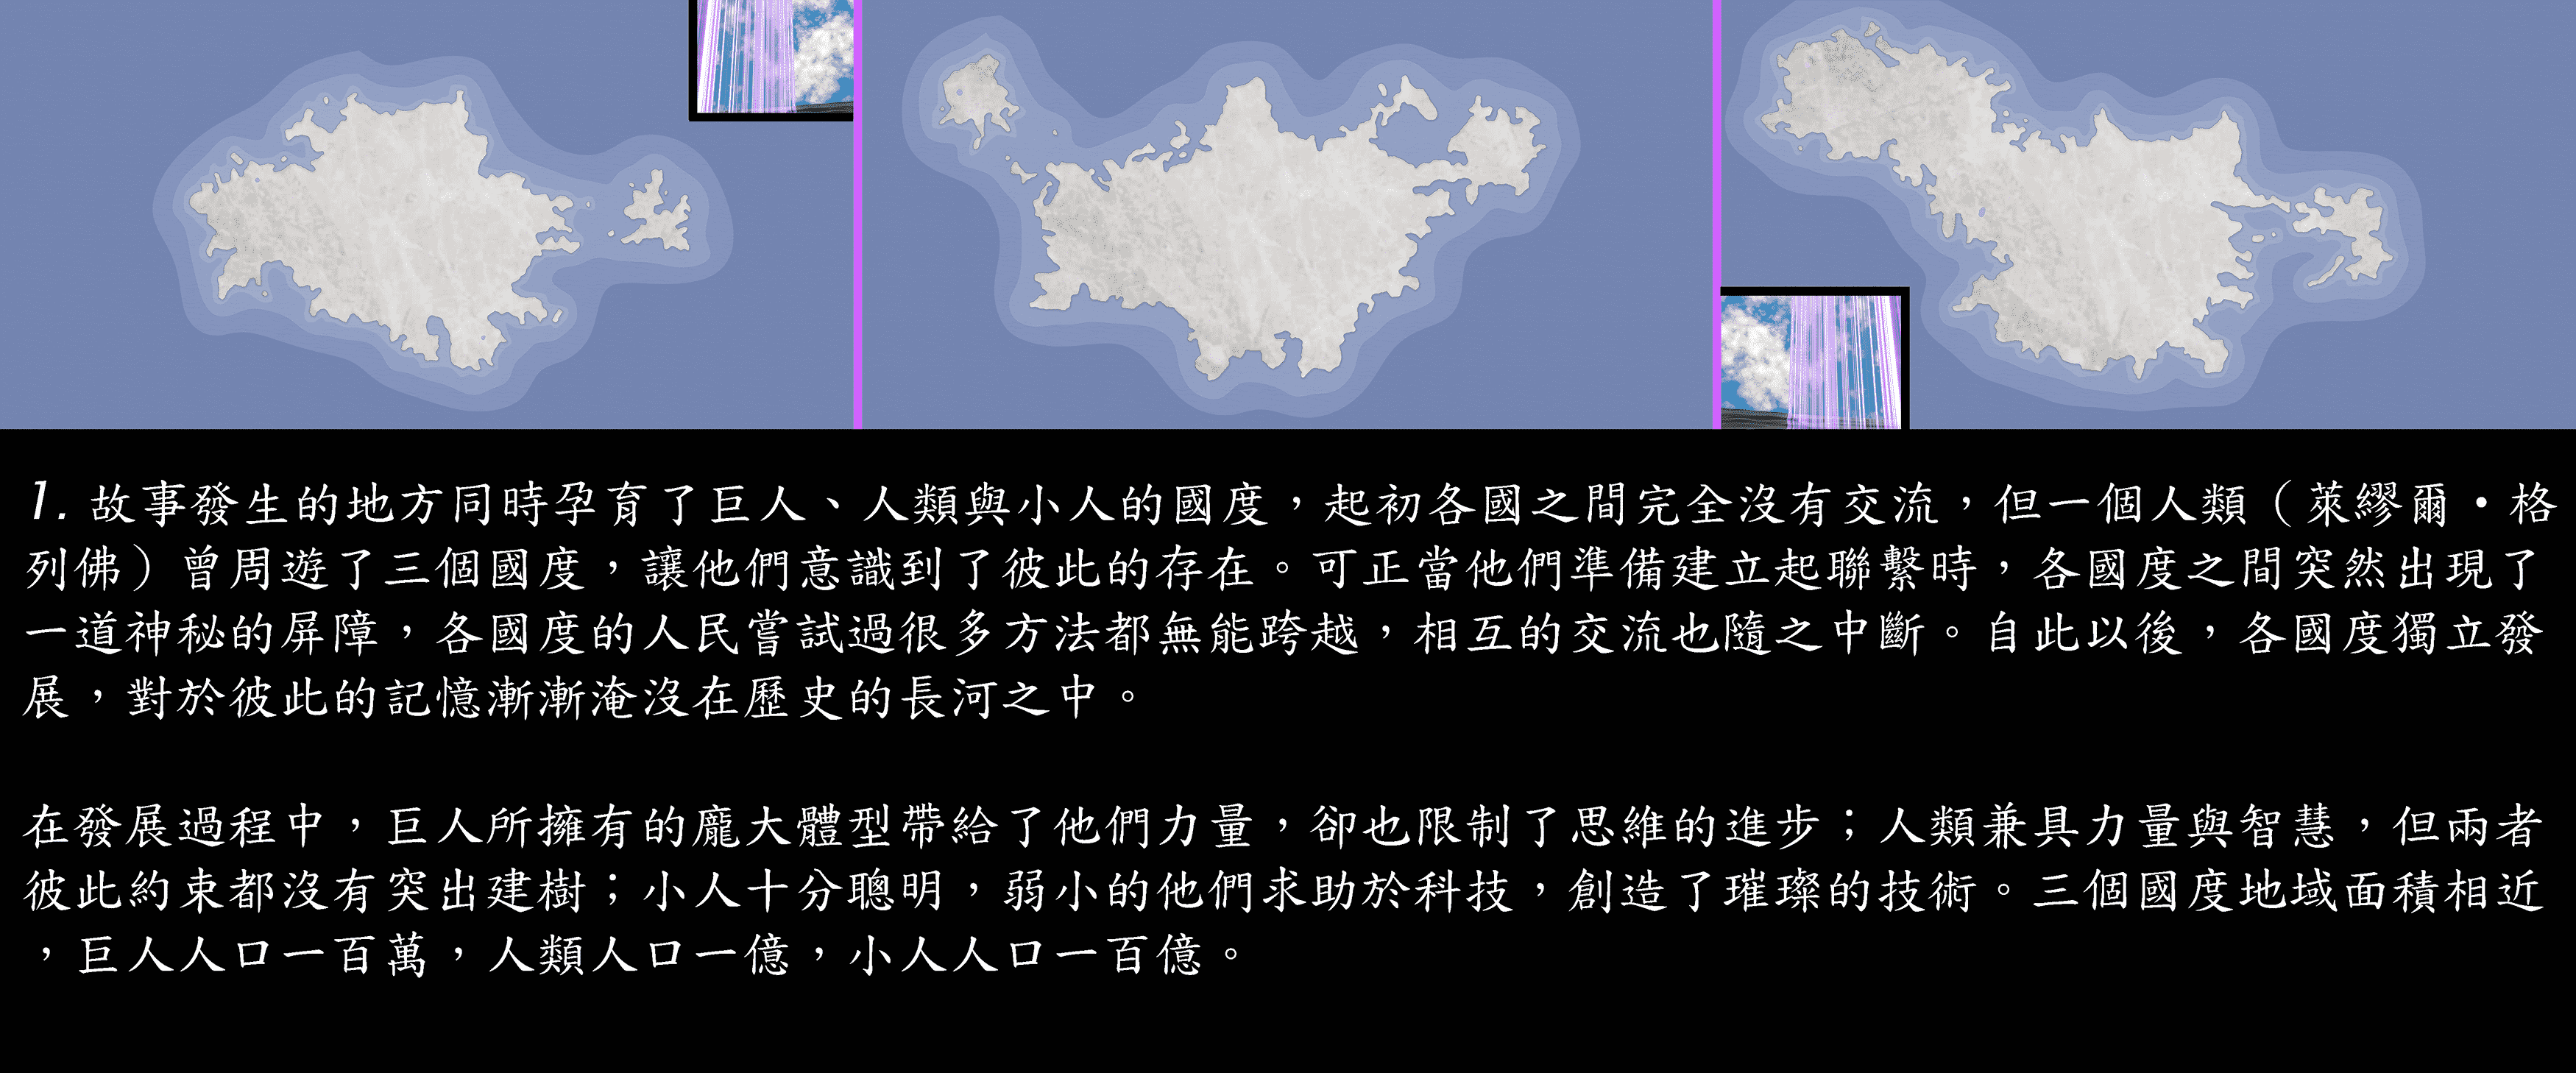 1. 故事發生的地方同時孕育了巨人、人類與小人的國度，起初各國之間完全沒有交流，但一個人類（萊繆爾·格
列佛）曾周遊了三個國度，讓他們意識到了彼此的存在。可正當他們準備建立起聯繫時，各國度之間突然出現了
一道神秘的屏障，各國度的人民嘗試過很多方法都無能跨越，相互的交流也隨之中斷。自此以後，各國度獨立發
展，對於彼此的記憶漸漸淹沒在歷史的長河之中。
在發展過程中，巨人所擁有的龐大體型帶給了他們力量，卻也限制了思維的進步；人類兼具力量與智慧，但兩者
彼此約束都沒有突出建樹；小人十分聰明，弱小的他們求助於科技，創造了璀璨的技術。三個國度地域面積相近
，巨人人口一百萬，人類人口一億，小人人口一百億。